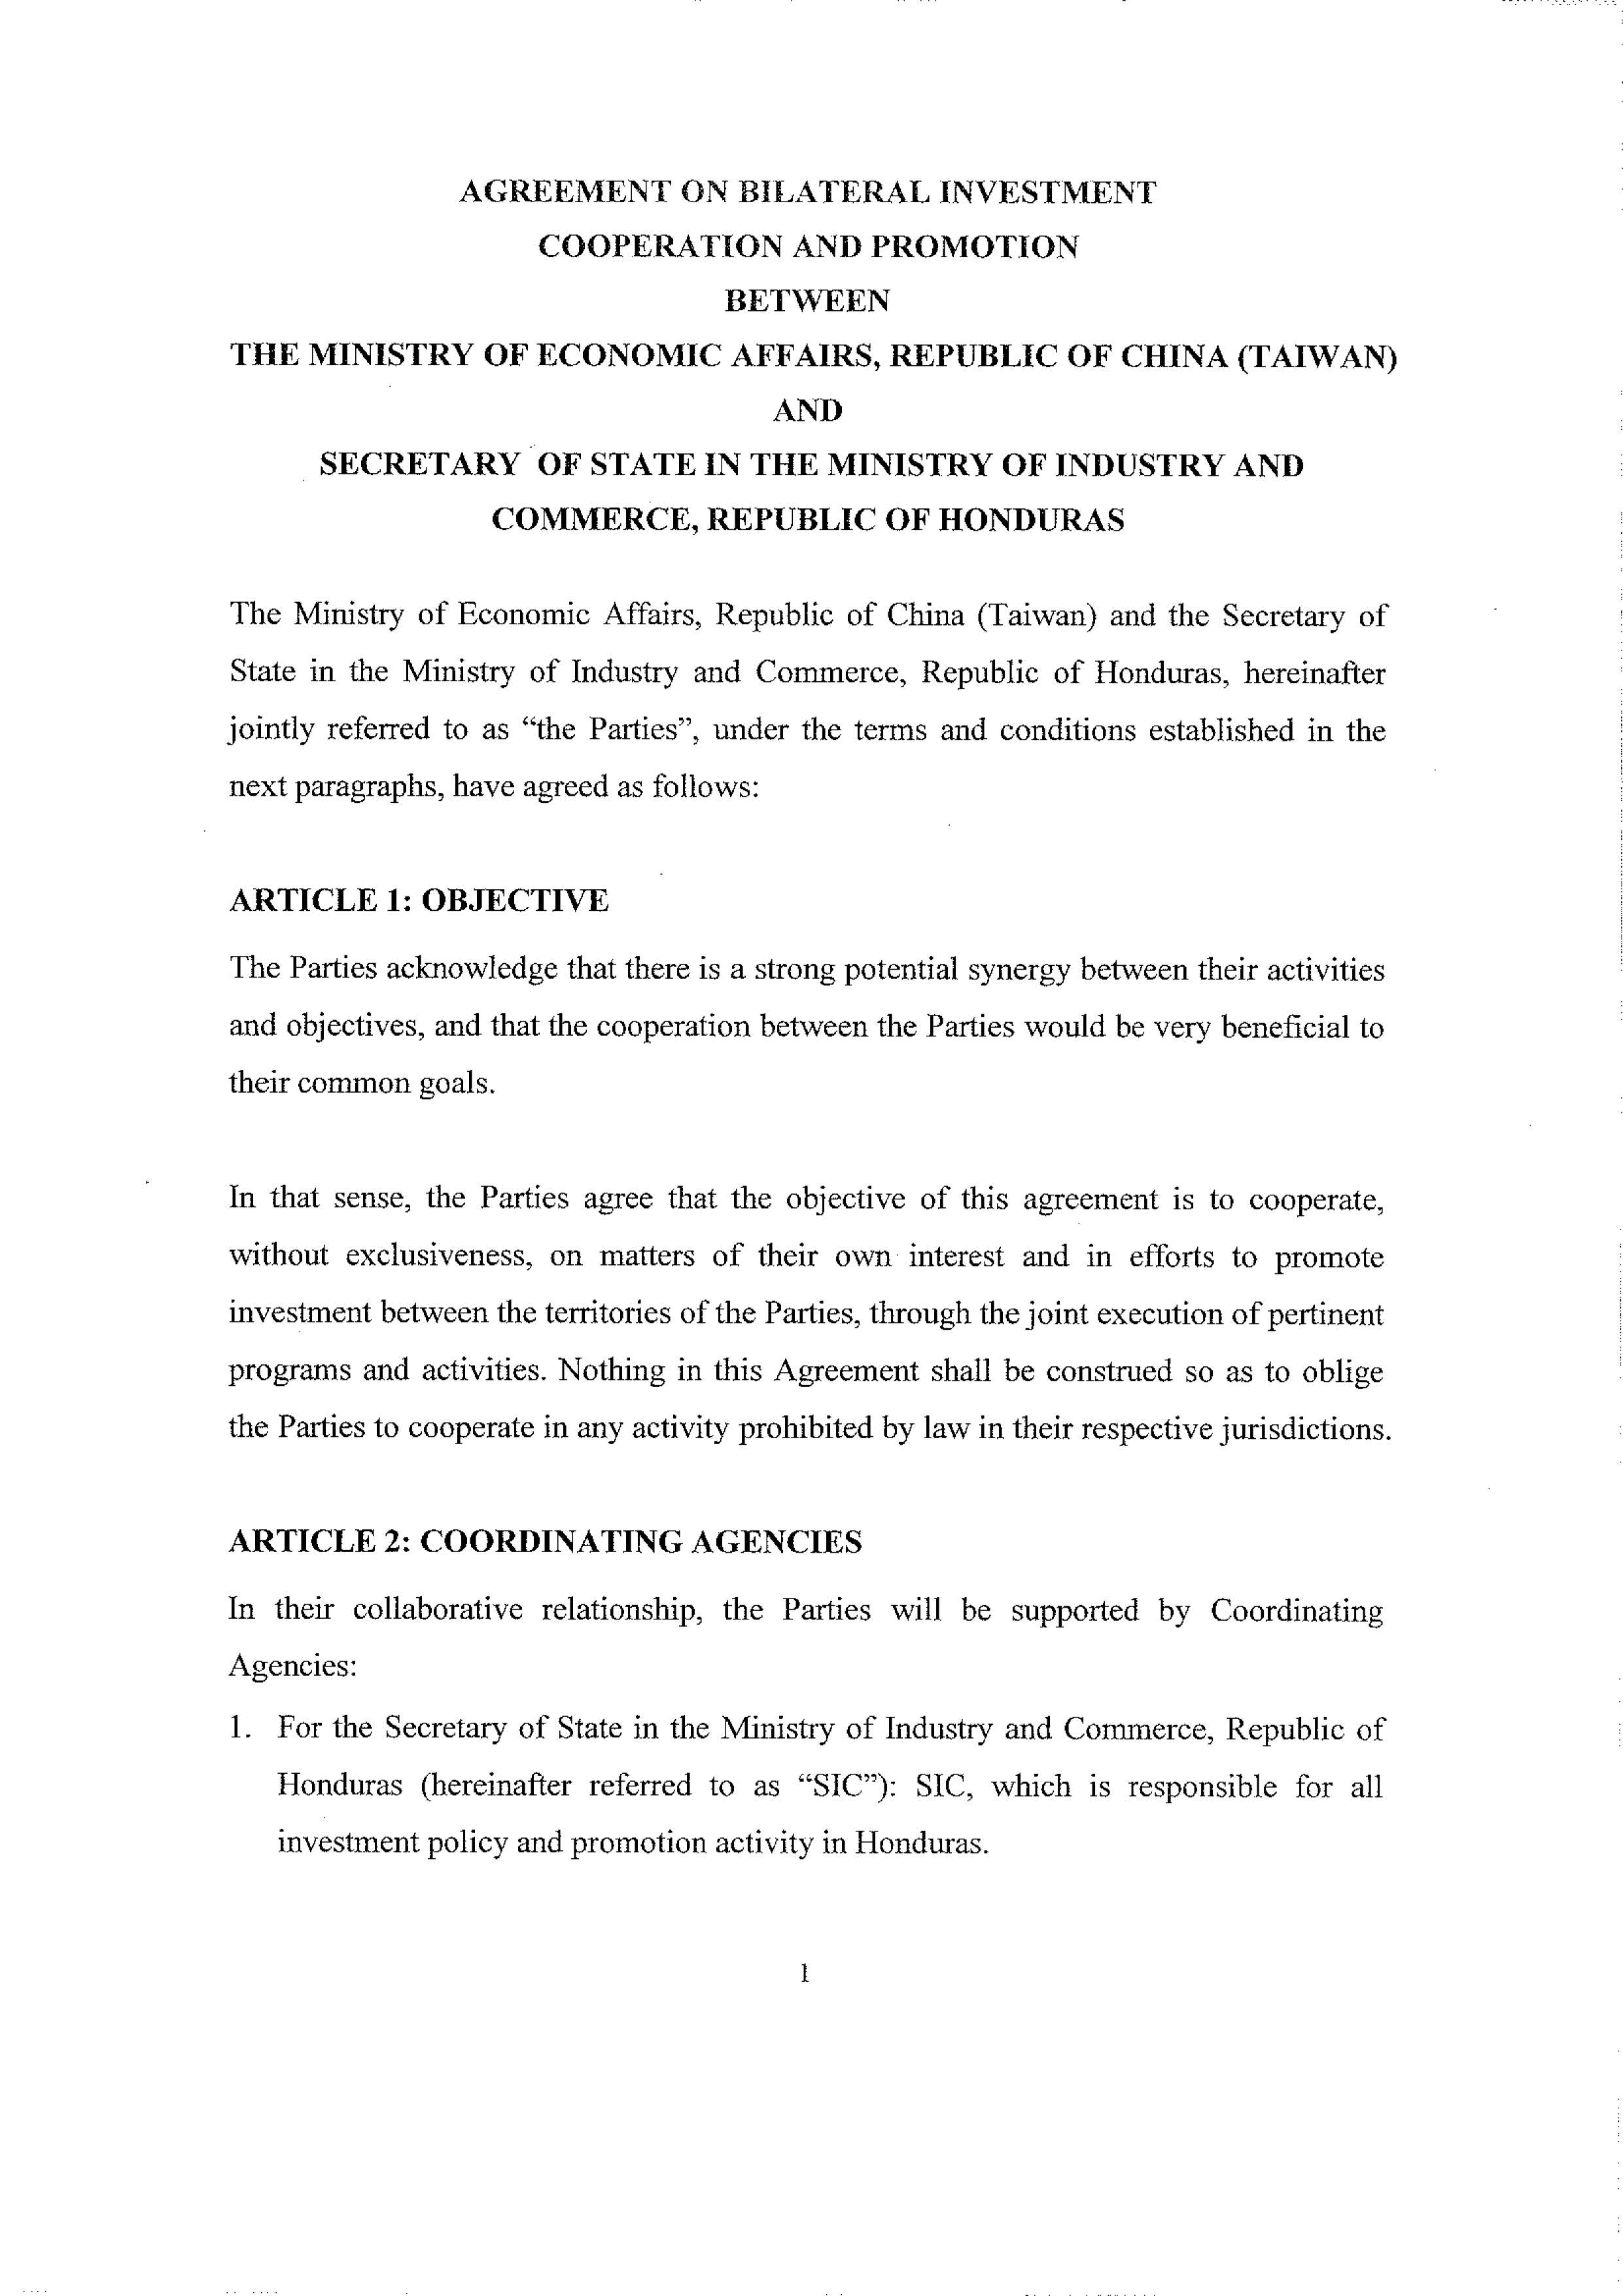 AGREEMENT ON BILATERAL INVESTMENT
COOPERATION AND PROMOTION
BETWEEN
THE MINISTRY OF ECONOMIC AFFAIRS, REPUBLIC OF CHINA (TAIWAN)
AND
SECRETARY OF STATE IN THE MINISTRY OF INDUSTRY AND
COMMERCE, REPUBLIC OF HONDURAS
The Ministry of Economic Affairs, Republic of China (Taiwan) and the Secretary of
State in the Ministry of Industry and Commerce, Republic of Honduras, hereinafter
jointly referred to as “the Parties”, under the terms and conditions established in the
next paragraphs, have agreed as follows:
ARTICLE 1: OBJECTIVE
The Parties acknowledge that there is a strong potential synergy between their activities
and objectives, and that the cooperation between the Parties would be very beneficial to
their common goals.
In that sense, the Parties agree that the objective of this agreement is to cooperate,
without exclusiveness, on matters of their own interest and in efforts to promote
investment between the territories of the Parties, through the joint execution of pertinent
programs and activities. Nothing in this Agreement shall be construed so as to oblige
the Parties to cooperate in any activity prohibited by law in their respective jurisdictions.
ARTICLE 2: COORDINATING AGENCIES
In their collaborative relationship, the Parties will be supported by Coordinating
Agencies:
1. For the Secretary of State in the Ministry of Industry and Commerce, Republic of
Honduras (hereinafter referred to as “SIC”): SIC, which is responsible for all
investment policy and promotion activity in Honduras.
1